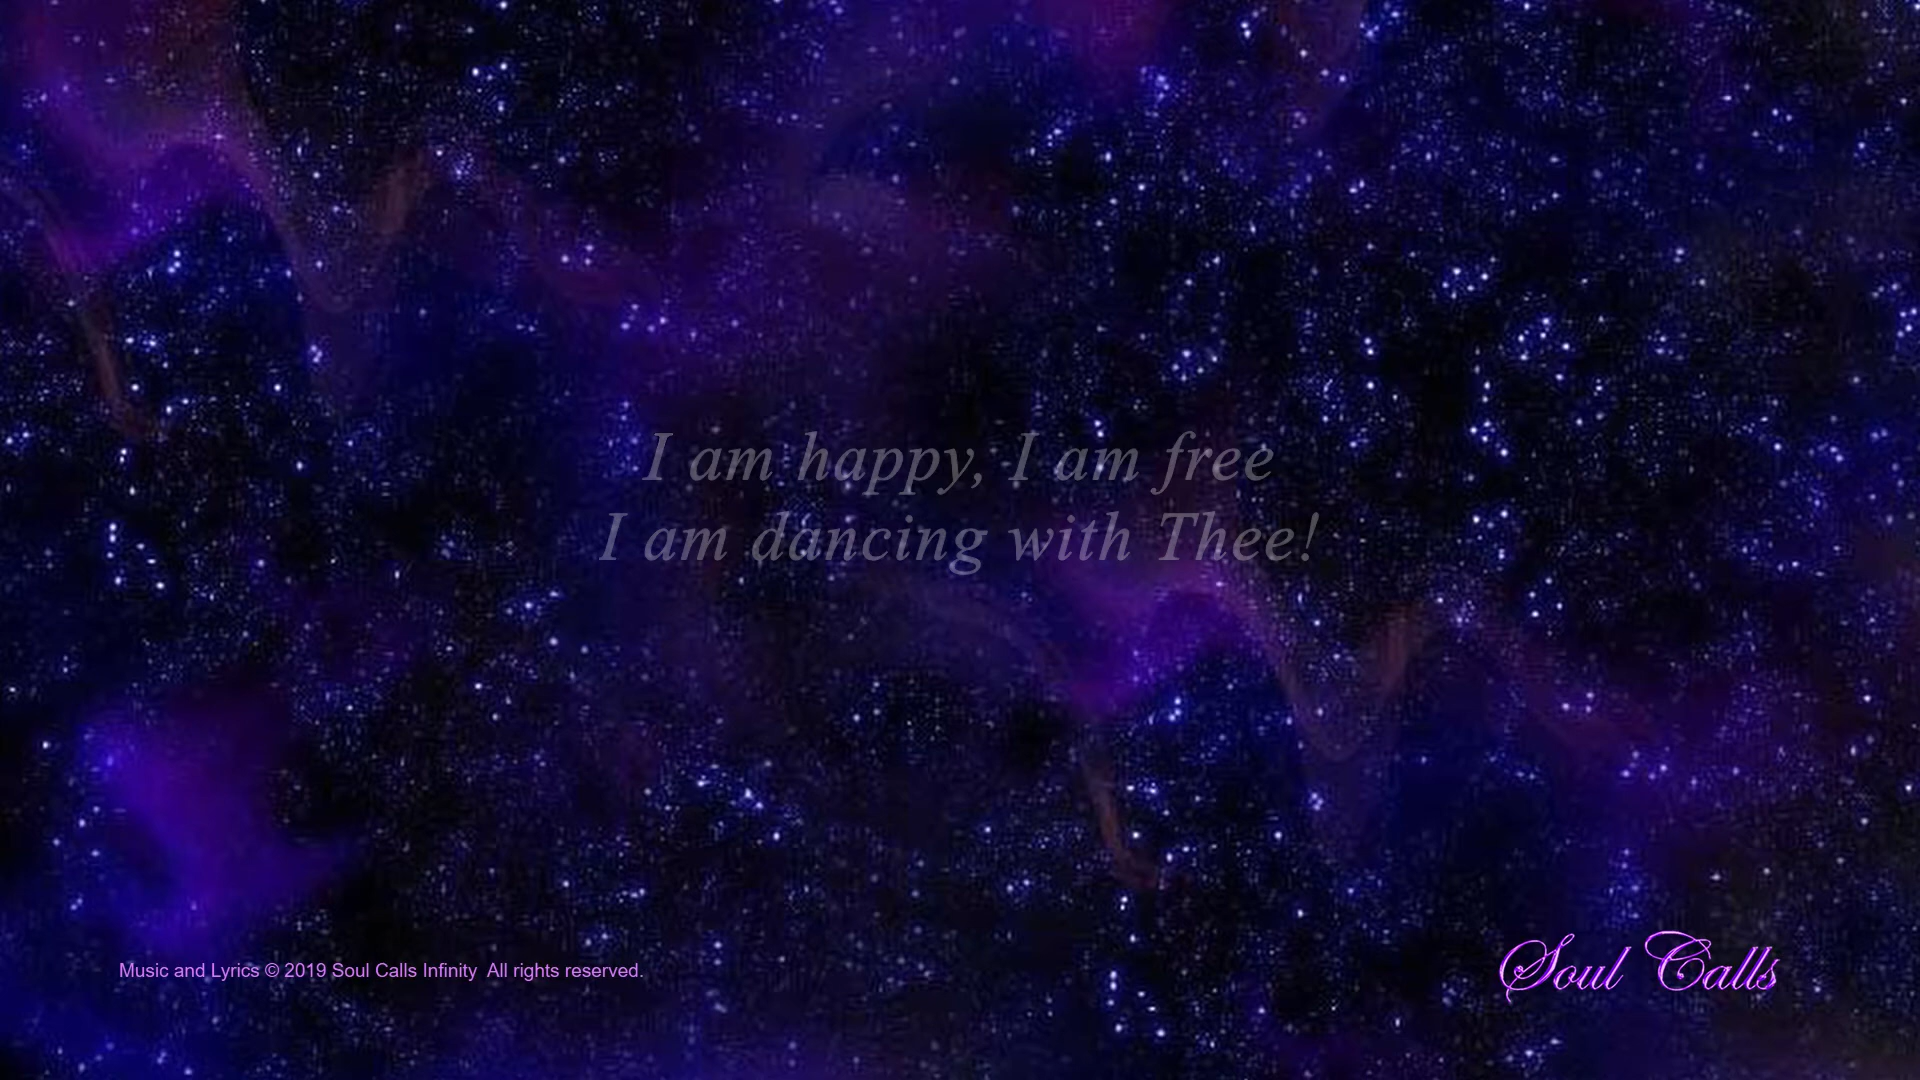 I am happy, I am free
I am dancing with Thee!
Music and Lyrics © 2019 Soul Calls Infinity  All rights reserved.
Soul Calls